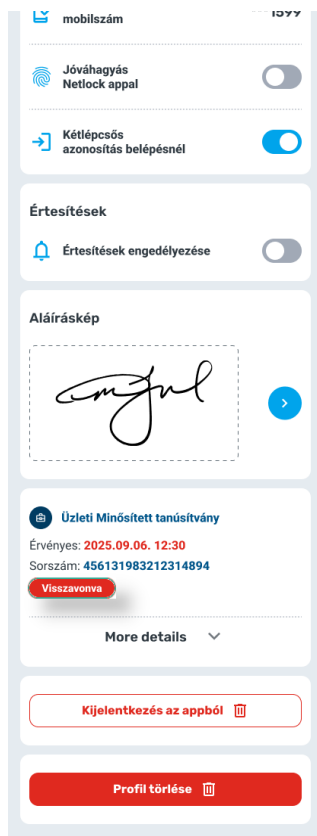 mobilszám
1599
Jóváhagyás
Netlock appal
Kétlépcsős
azonosítás belépésnél
Értesítések
Értesítések engedélyezése
Aláíráskép
Üzleti Minősített tanúsítvány
Érvényes: 2025.09.06. 12:30
Sorszám: 456131983212314894
Visszavonva
More details
Kijelentkezés az appból
Profil törlése